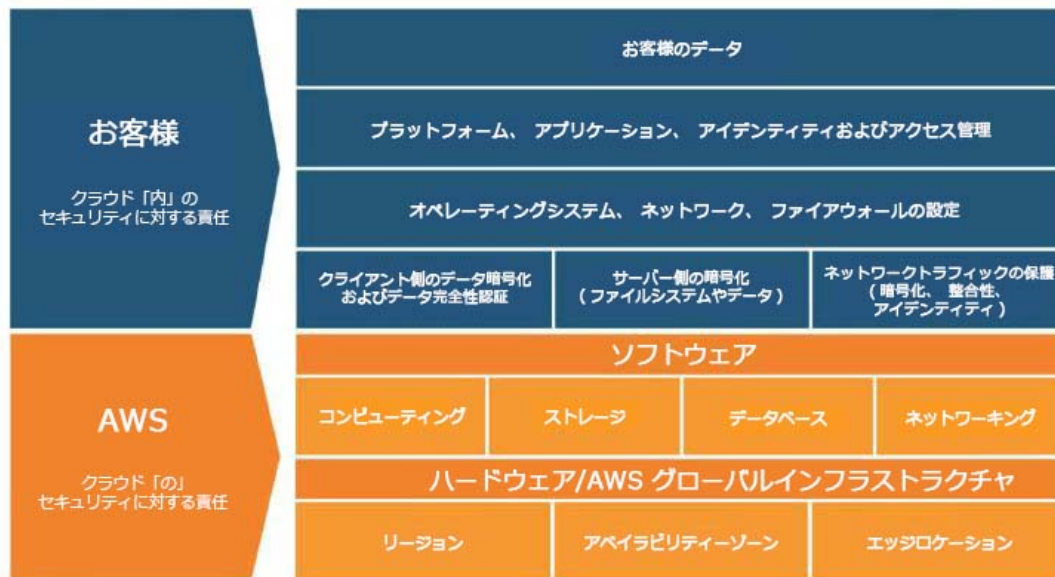 お客様
クラウド「内」の
セキュリティに対する責任
お客様のデータ
プラットフォーム、 アプリケーション、 アイデンティティおよびアクセス管理
オペレーティングシステム、 ネットワーク、 ファイアウォールの設定
クライアント側のデータ暗号化
およびデータ完全性認証
サーバー側の暗号化
( ファイルシステムやデータ )
ネットワークトラフィックの保護
( 暗号化、 整合性、
アイデンティティ )
AWS
クラウド「の」
セキュリティに対する責任
ソフトウェア
コンピューティング
ストレージ
データベース
ネットワーキング
ハードウェア/AWS グローバルインフラストラクチャ
リージョン
アベイラビリティーゾーン
エッジロケーション